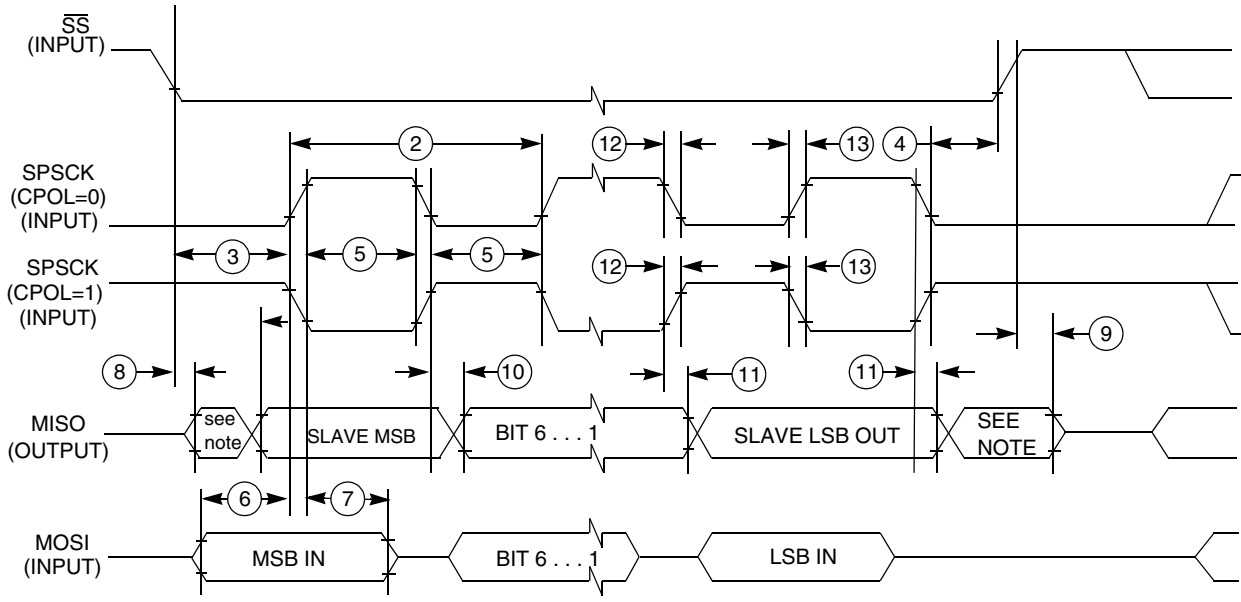 SS
(INPUT)
2
12
13
4
SPSCK
(CPOL=0)
(INPUT)
3
5
5
SPSCK
(CPOL=1)
(INPUT)
12
13
8
10
11
11
9
MISO
(OUTPUT)
see
note
SLAVE MSB
BIT 6 . . . 1
SLAVE LSB OUT
SEE
NOTE
6
7
MOSI
(INPUT)
MSB IN
BIT 6 . . . 1
LSB IN